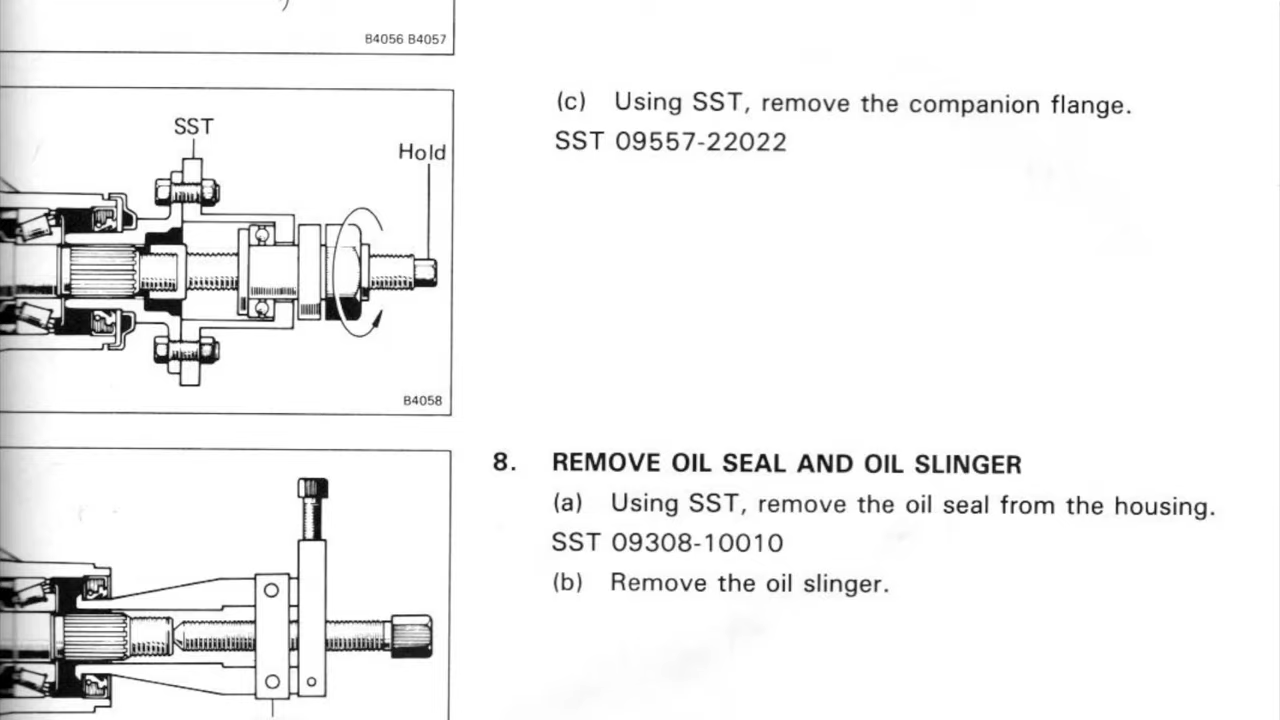 B4056 B4057
SST
Hold
B4058
(c) Using SST, remove the companion flange.
SST 09557-22022
8. REMOVE OIL SEAL AND OIL SLINGER
(a) Using SST, remove the oil seal from the housing.
SST 09308-10010
(b) Remove the oil slinger.